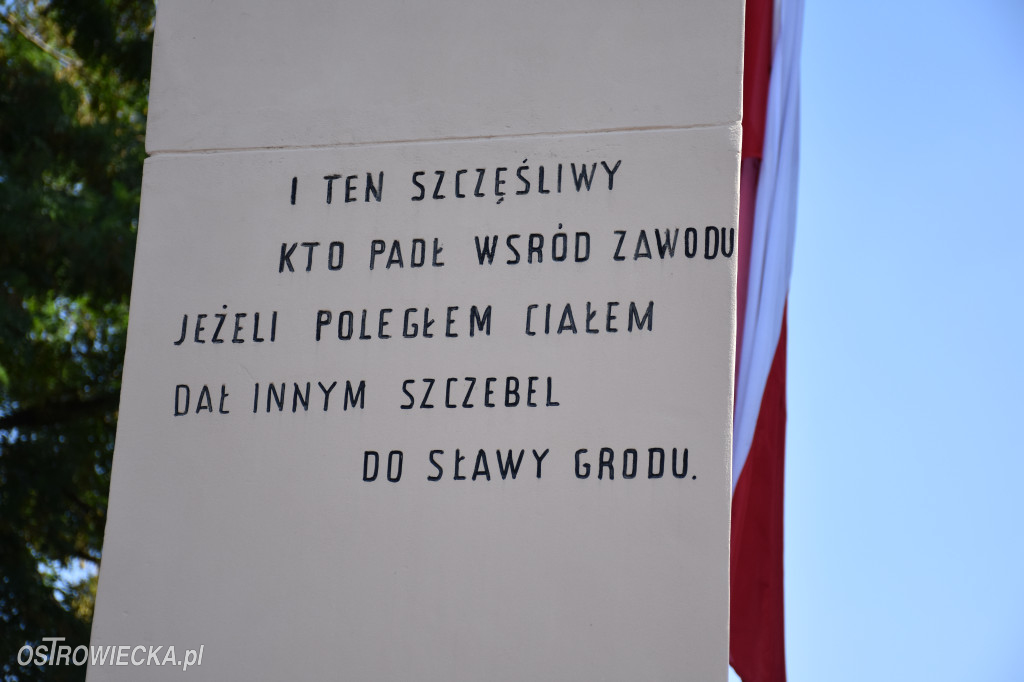 I TEN SZCZĘŚLIWY
KTO PADŁ WSRÓD ZAWODU
JEŻELI POLEGŁEM CIAŁEM
DAŁ INNYM SZCZEBEL
DO SŁAWY GRODU.
OSTROWIECKA.pl